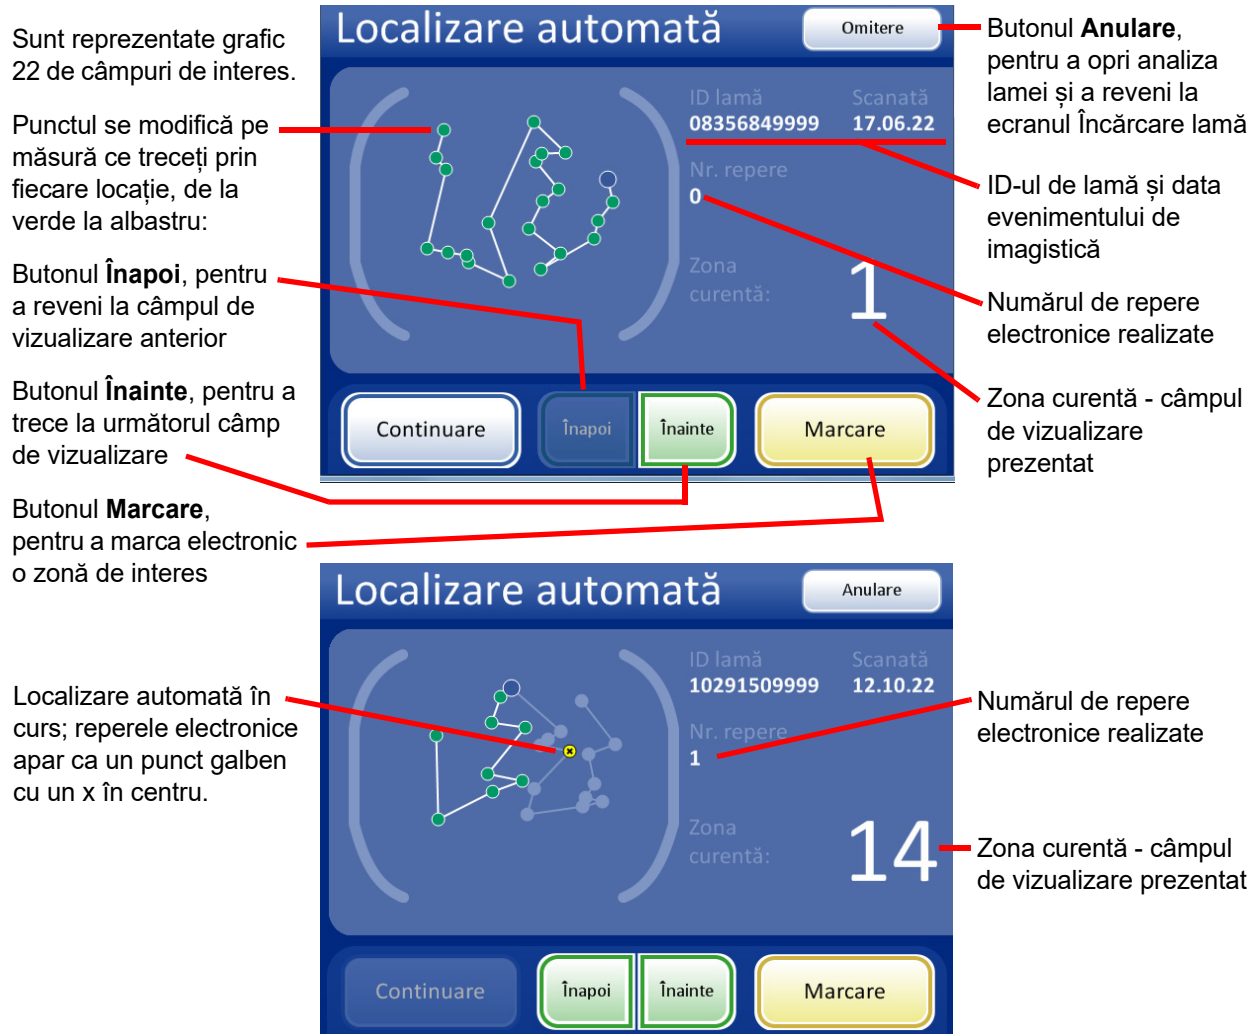 Sunt reprezentate grafic
22 de câmpuri de interes.
Punctul se modifică pe
măsură ce treceți prin
fiecare locație, de la
verde la albastru:
Butonul Înapoi, pentru
a reveni la câmpul de
vizualizare anterior
Butonul Înainte, pentru a
trece la următorul câmp
de vizualizare
Butonul Marcare,
pentru a marca electronic
o zonă de interes
Localizare automată
Omitere
ID lamă Scanată
08356849999 17.06.22
Nr. repere
0
Zona
curentă:
1
Continuare
Înapoi
Înainte
Marcare
Butonul Anulare,
pentru a opri analiza
lamei și a reveni la
ecranul Încărcare lamă
ID-ul de lamă și data
evenimentului de
imagistică
Numărul de repere
electronice realizate
Zona curentă - câmpul
de vizualizare
prezentat
Localizare automată în
curs; reperele electronice
apar ca un punct galben
cu un x în centru.
Localizare automată
Anulare
ID lamă Scanată
10291509999 12.10.22
Nr. repere
1
Zona
curentă:
14
Continuare
Înapoi
Înainte
Marcare
Numărul de repere
electronice realizate
Zona curentă - câmpul
de vizualizare prezentat